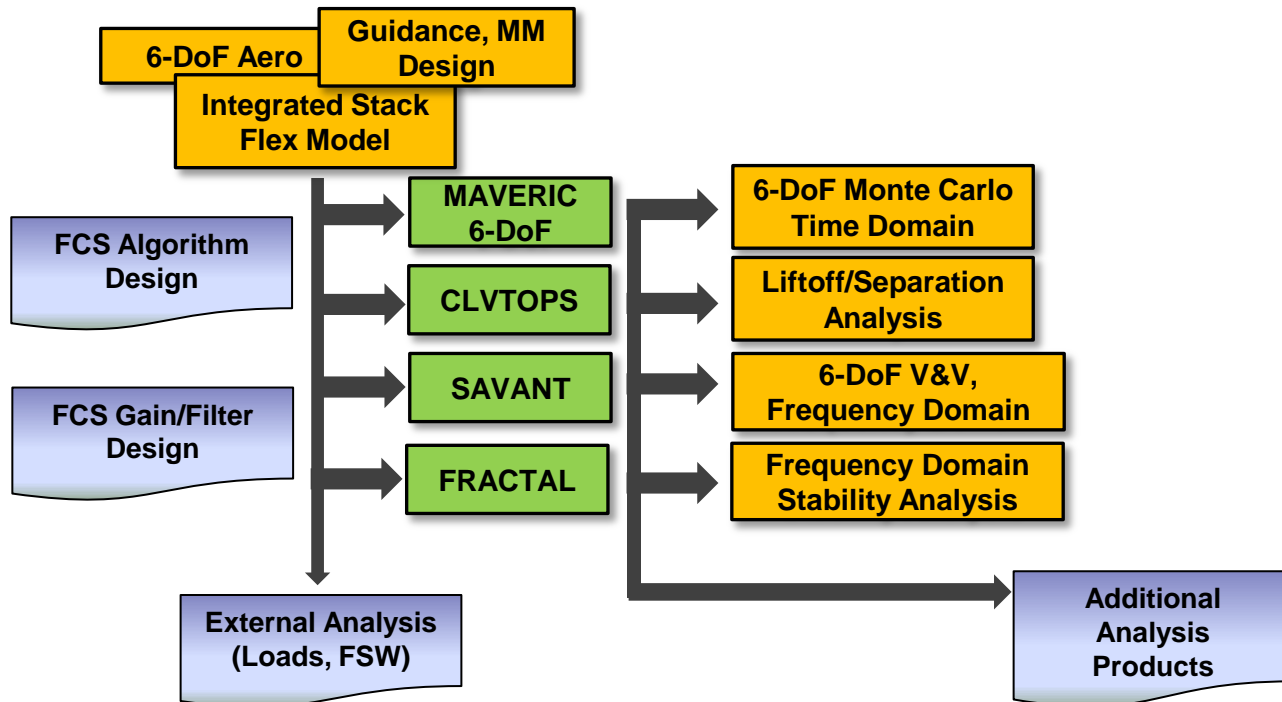 6-DoF Aero
Guidance, MM
Design
Integrated Stack
Flex Model
FCS Algorithm
Design
FCS Gain/Filter
Design
MAVERIC
6-DoF
CLVTOPS
SAVANT
FRACTAL
6-DoF Monte Carlo
Time Domain
Liftoff/Separation
Analysis
6-DoF V&V,
Frequency Domain
Frequency Domain
Stability Analysis
External Analysis
(Loads, FSW)
Additional
Analysis
Products